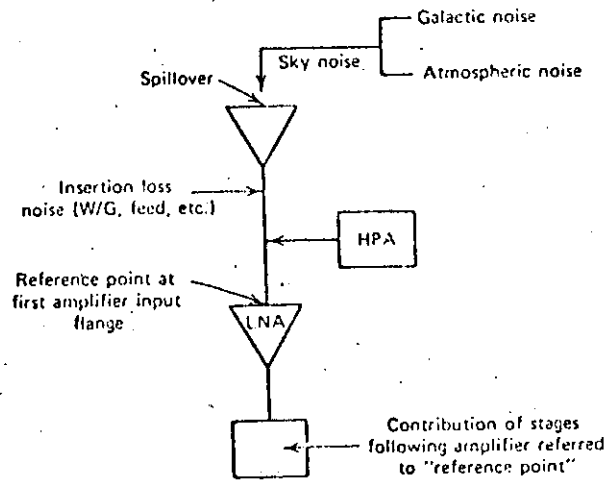 Galactic noise
Sky noise
Atmospheric noise
Spillover
Insertion loss
noise (W/G, feed, etc.)
HPA
Reference point at
first amplifier input
flange
LNA
Contribution of stages
following amplifier referred
to "reference point"